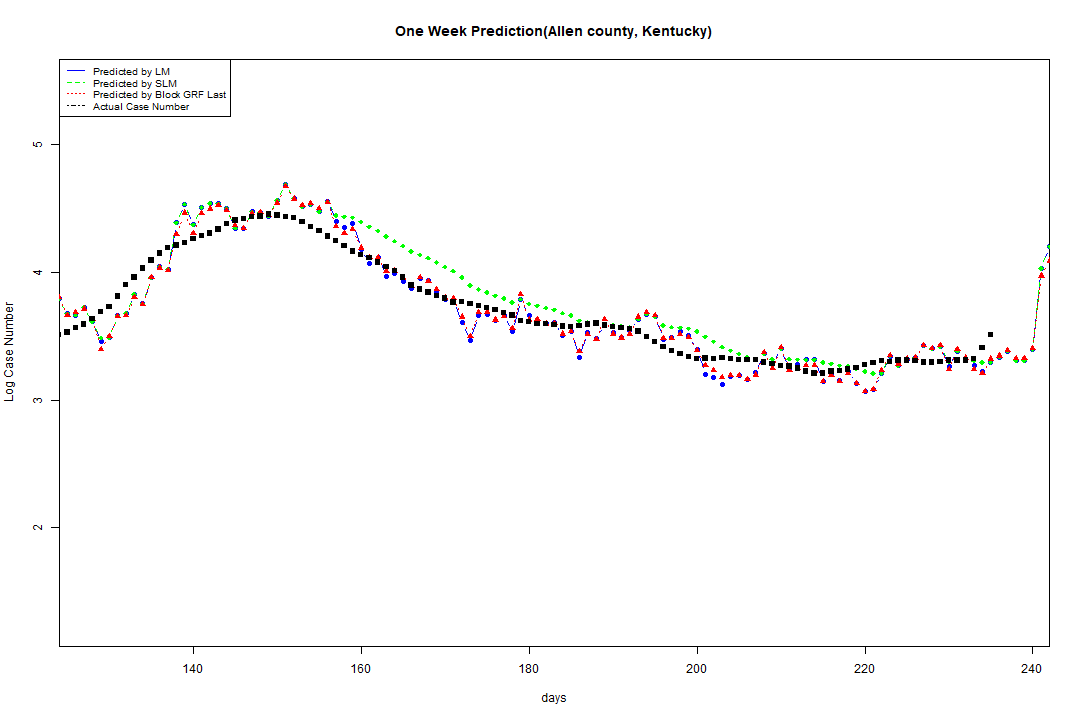 One Week Prediction(Allen county, Kentucky)
Predicted by LM
Predicted by SLM
Predicted by Block GRF Last
Actual Case Number
5
4
3
2
Log Case Number
140 160 180 200 220 240
days